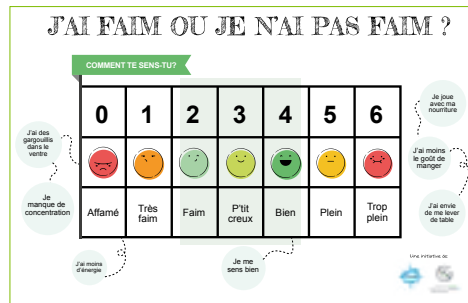 J'AI FAIM OU JE N'AI PAS FAIM ?
COMMENT TE SENS-TU?
0 1 2 3 4 5 6
Affamé
Très
faim
Faim
P'tit
creux
Bien
Plein
Trop
plein
J'ai des
gargouillis
dans le
ventre
Je
manque de
concentration
J'ai moins
d'énergie
Je me
sens bien
Je joue
avec ma
nourriture
J'ai moins
le goût de
manger
J'ai envie
de me lever
de table
Une initiative de: